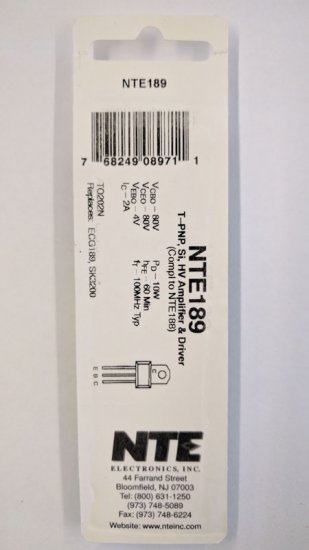 NTE189
7 68249 08971 1
NTE189
T-PNP, Si, HV Amplifier & Driver
(Compl to NTE188)
VCBO–80V PD–10W
VCEO–80V hFE–60 Min
VEBO–4V fT–100MHz Typ
IC–2A
TO202N
Replaces: ECG189, SK3200
E B C
C
NTE
ELECTRONICS, INC.
44 Farrand Street
Bloomfield, NJ 07003
Tel: (800) 631-1250
(973) 748-5089
Fax: (973) 748-6224
Website: www.nteinc.com